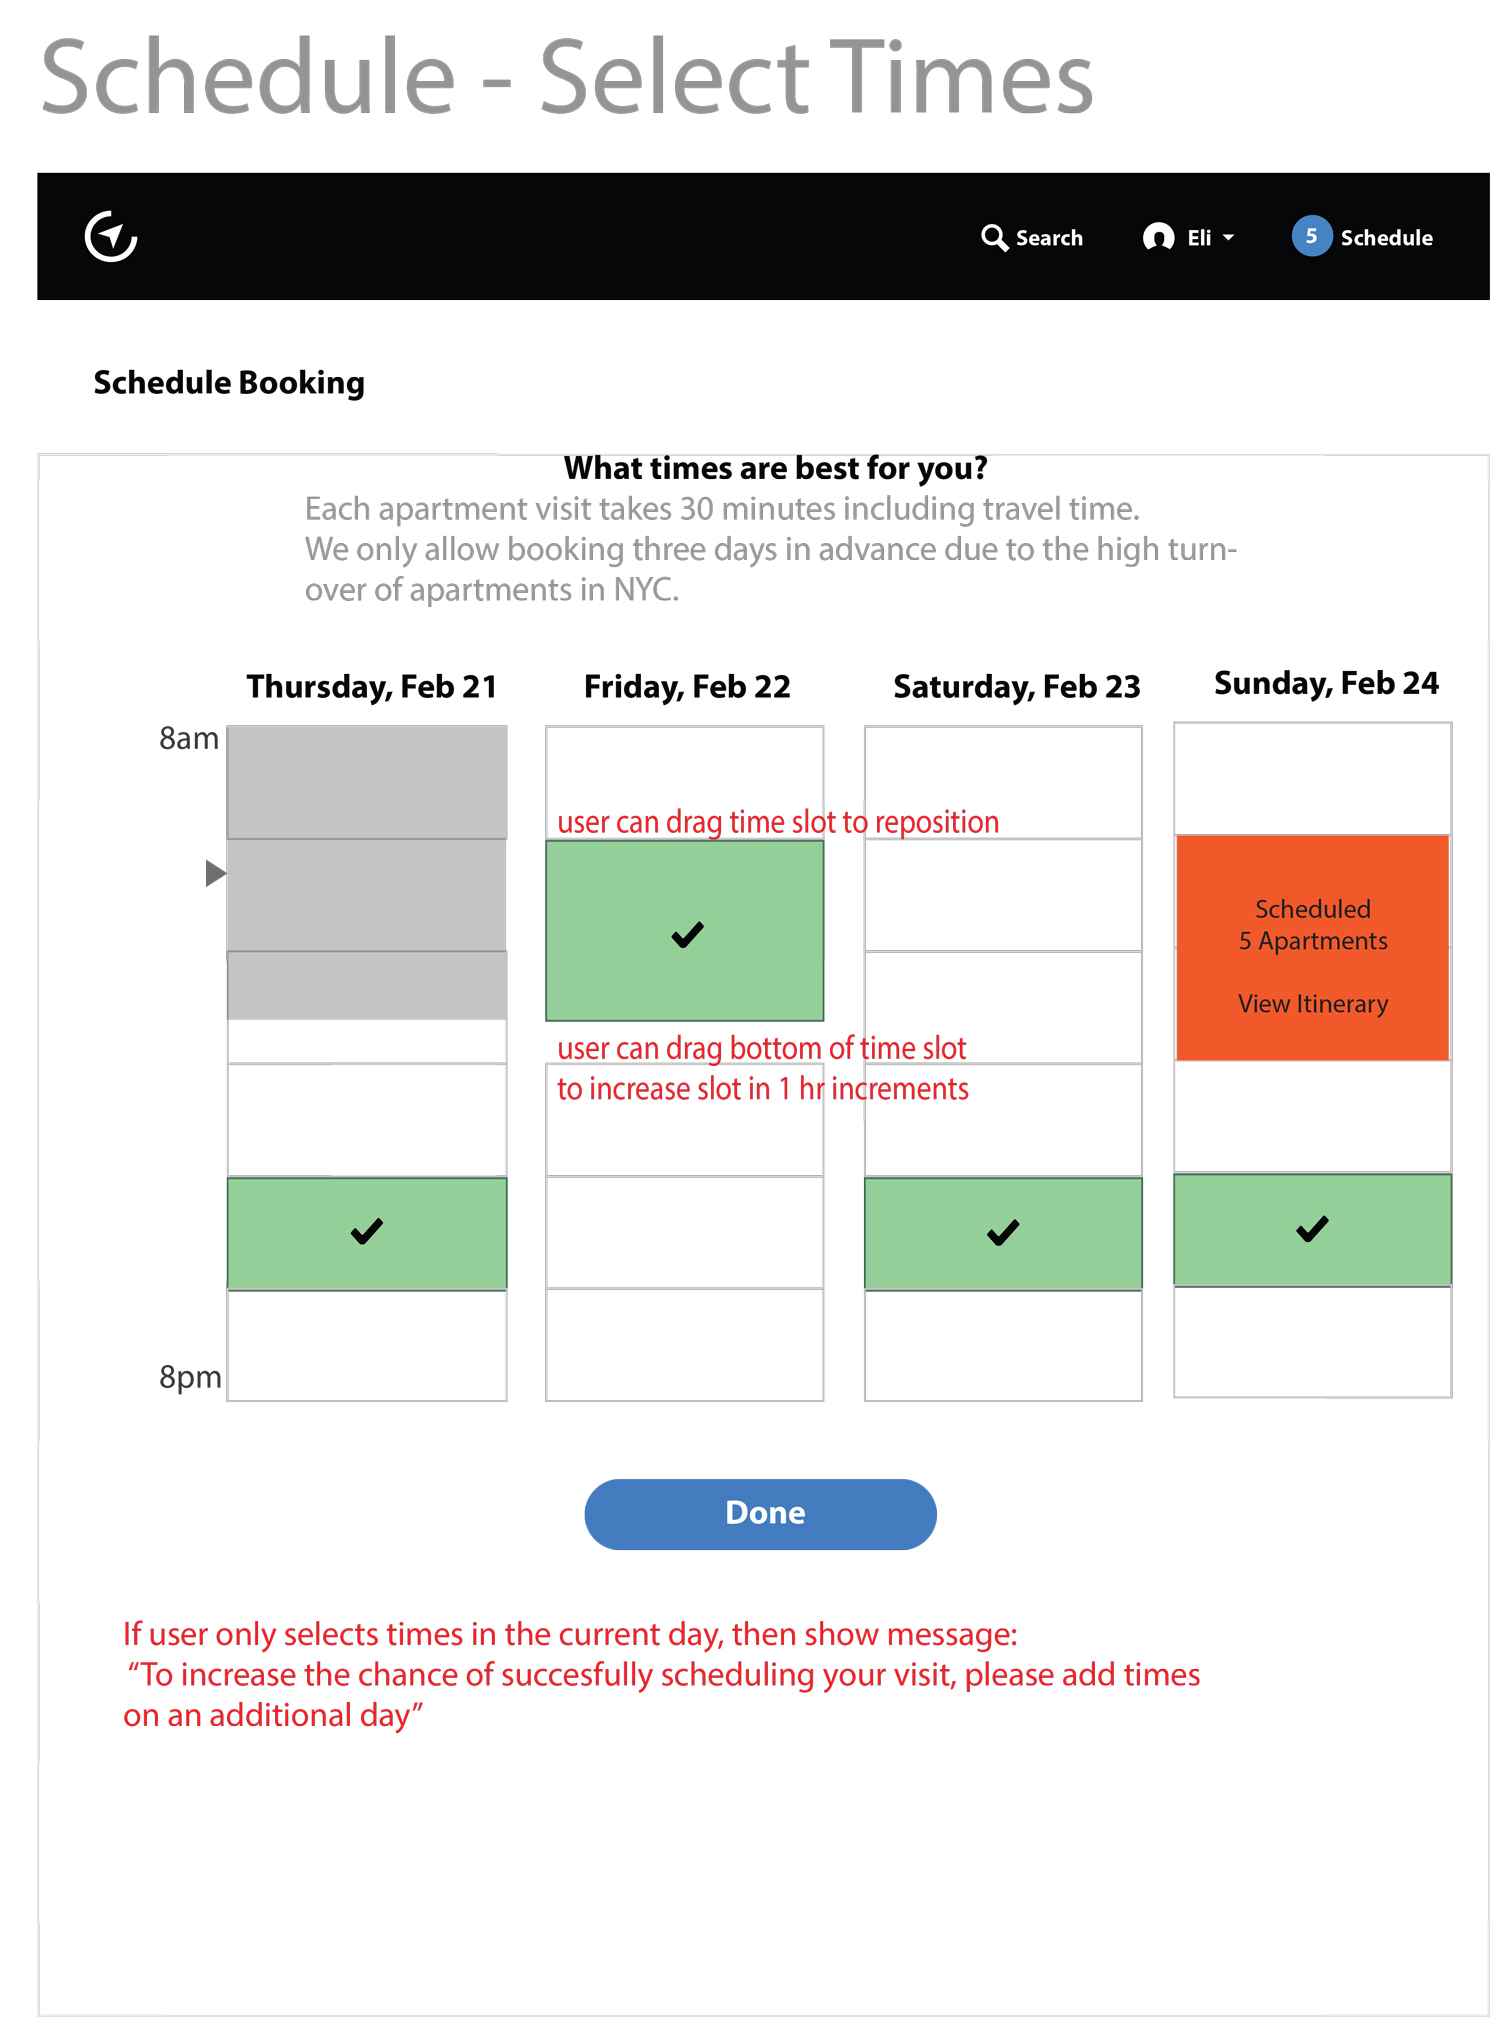 Schedule - Select Times
Search
Eli
5
Schedule
Schedule Booking
What times are best for you?
Each apartment visit takes 30 minutes including travel time.
We only allow booking three days in advance due to the high turn-
over of apartments in NYC.
Thursday, Feb 21
Friday, Feb 22
Saturday, Feb 23
Sunday, Feb 24
8am
user can drag time slot to reposition
Scheduled
5 Apartments
View Itinerary
user can drag bottom of time slot
to increase slot in 1 hr increments
8pm
Done
If user only selects times in the current day, then show message:
“To increase the chance of succesfully scheduling your visit, please add times
on an additional day”